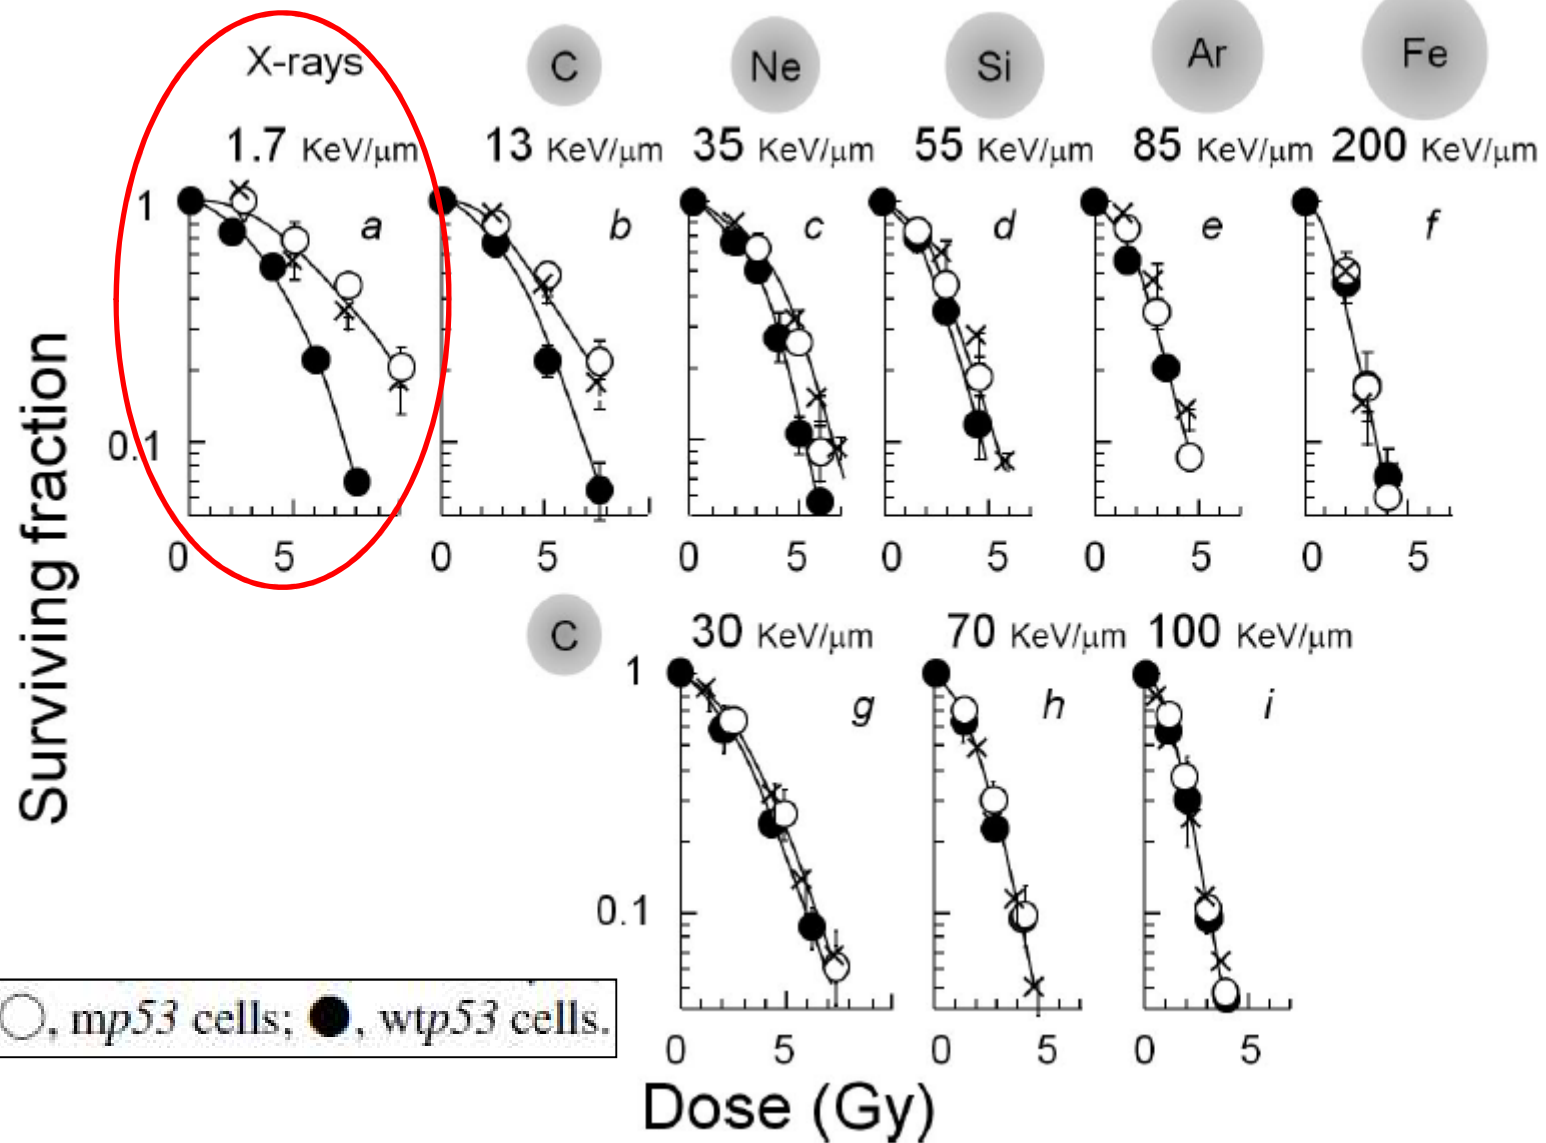 X-rays C Ne Si Ar Fe
1.7 KeV/μm 13 KeV/μm 35 KeV/μm 55 KeV/μm 85 KeV/μm 200 KeV/μm
1 a b c d e f
0.1
0 5 0 5 0 5 0 5 0 5 0 5
Surviving fraction
C 30 KeV/μm 70 KeV/μm 100 KeV/μm
1 g h i
0.1
, mp53 cells; , wtp53 cells.
0 5 0 5 0 5
Dose (Gy)